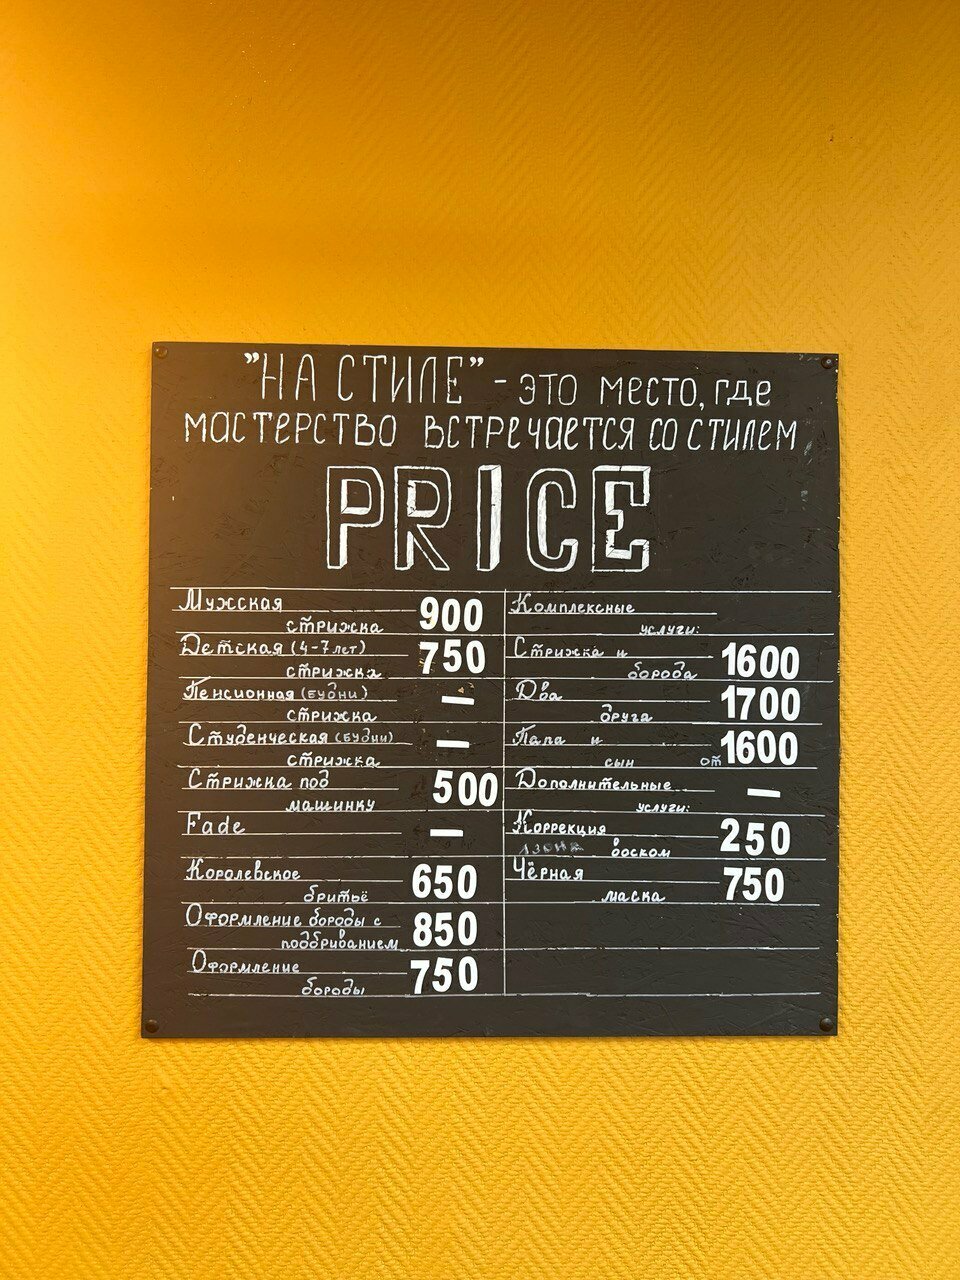 "НА СТИЛЕ" - ЭТО МЕСТО, ГДЕ
МАСТЕРСТВО ВСТРЕЧАЕТСЯ СО СТИЛЕМ
PRICE
Мужская
стрижка 900
Детская (4-7 лет)
стрижка 750
Пенсионная (будни)
стрижка —
Студенческая (будни)
стрижка —
Стрижка под
машинку 500
Fade —
Королевское
бритьё 650
Оформление бороды с
подбриванием 850
Оформление
бороды 750
Комплексные
услуги:
Стрижка и
борода 1600
Два
друга 1700
Папа и
сын от 1600
Дополнительные
услуги: —
Коррекция
воском 250
Чёрная
маска 750